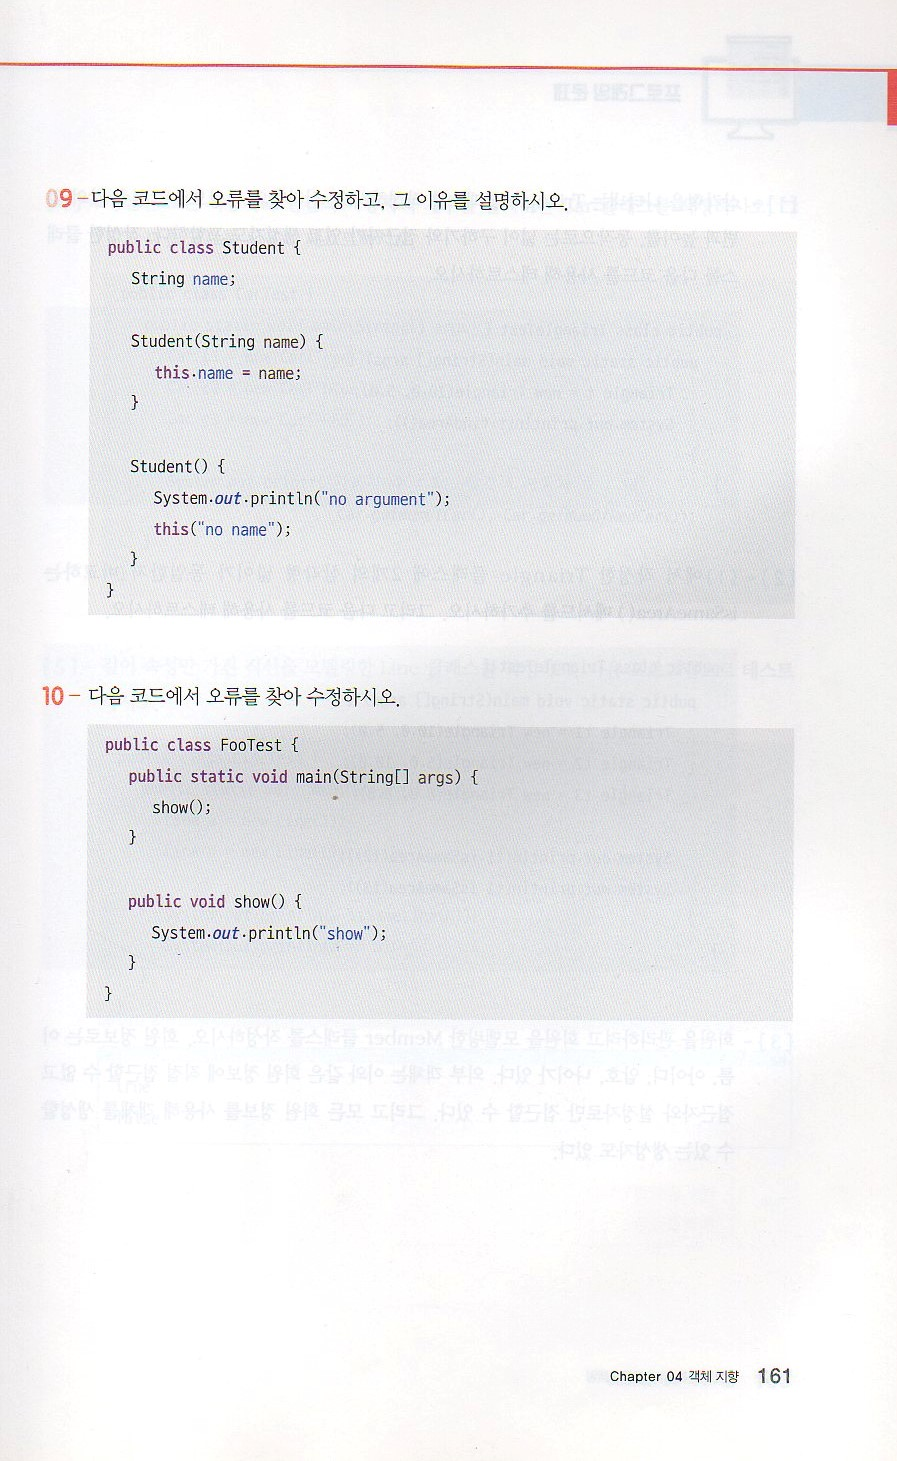 09 - 다음 코드에서 오류를 찾아 수정하고, 그 이유를 설명하시오.
public class Student {
String name;
Student(String name) {
this.name = name;
}
Student() {
System.out.println("no argument");
this("no name");
}
}
10 - 다음 코드에서 오류를 찾아 수정하시오.
public class FooTest {
public static void main(String[] args) {
show();
}
public void show() {
System.out.println("show");
}
}
Chapter 04 객체 지향 161